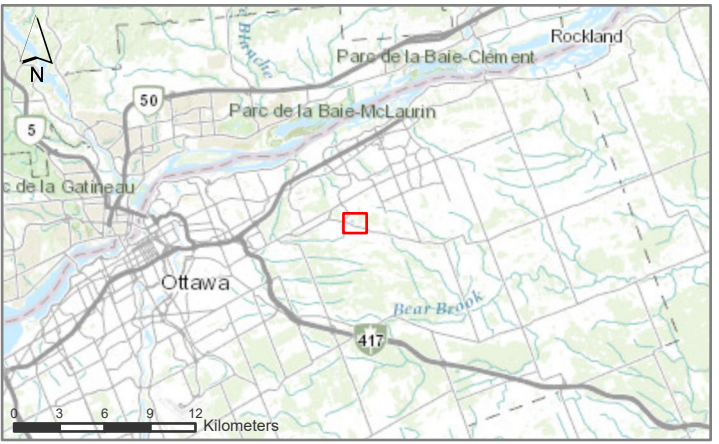 N
Blanche
Rockland
Parc de la Baie-Clément
50
Parc de la Baie-McLaurin
5
c de la Gatineau
Ottawa
Bear Brook
417
0 3 6 9 12
Kilometers